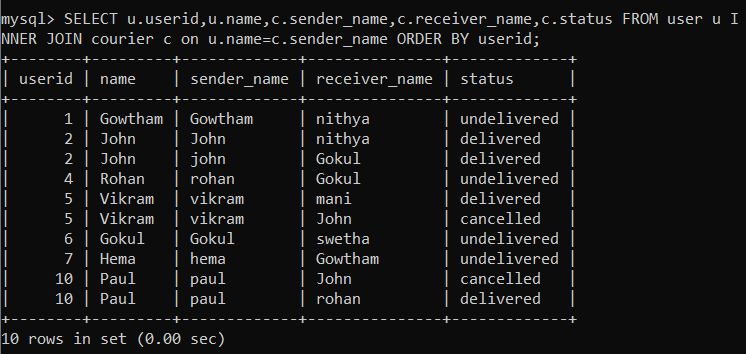 mysql> SELECT u.userid,u.name,c.sender_name,c.receiver_name,c.status FROM user u I
NNER JOIN courier c on u.name=c.sender_name ORDER BY userid;
+--------+---------+-------------+---------------+-------------+
| userid | name    | sender_name | receiver_name | status      |
+--------+---------+-------------+---------------+-------------+
|      1 | Gowtham | Gowtham     | nithya        | undelivered |
|      2 | John    | John        | nithya        | delivered   |
|      2 | John    | john        | Gokul         | delivered   |
|      4 | Rohan   | rohan       | Gokul         | undelivered |
|      5 | Vikram  | vikram      | mani          | delivered   |
|      5 | Vikram  | vikram      | John          | cancelled   |
|      6 | Gokul   | Gokul       | swetha        | undelivered |
|      7 | Hema    | hema        | Gowtham       | undelivered |
|     10 | Paul    | paul        | John          | cancelled   |
|     10 | Paul    | paul        | rohan         | delivered   |
+--------+---------+-------------+---------------+-------------+
10 rows in set (0.00 sec)